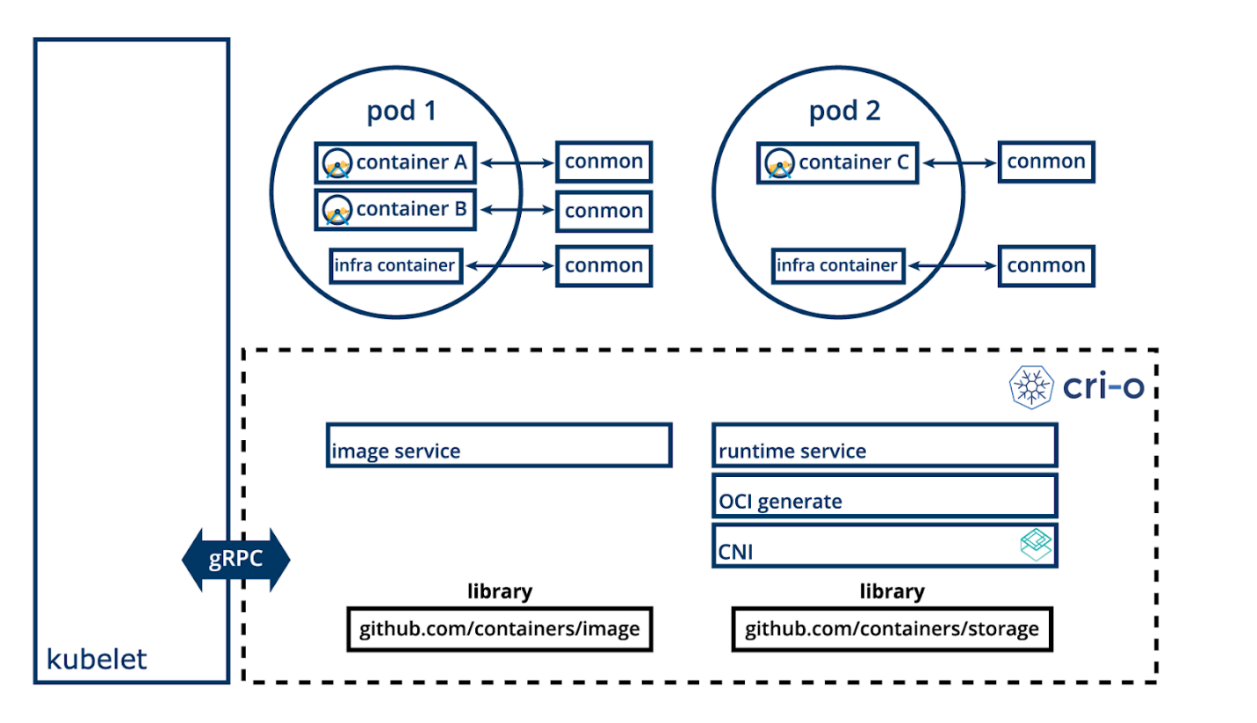 pod 1
container A
conmon
container B
conmon
infra container
conmon
pod 2
container C
conmon
infra container
conmon
cri-o
image service
runtime service
OCI generate
CNI
gRPC
library
github.com/containers/image
library
github.com/containers/storage
kubelet